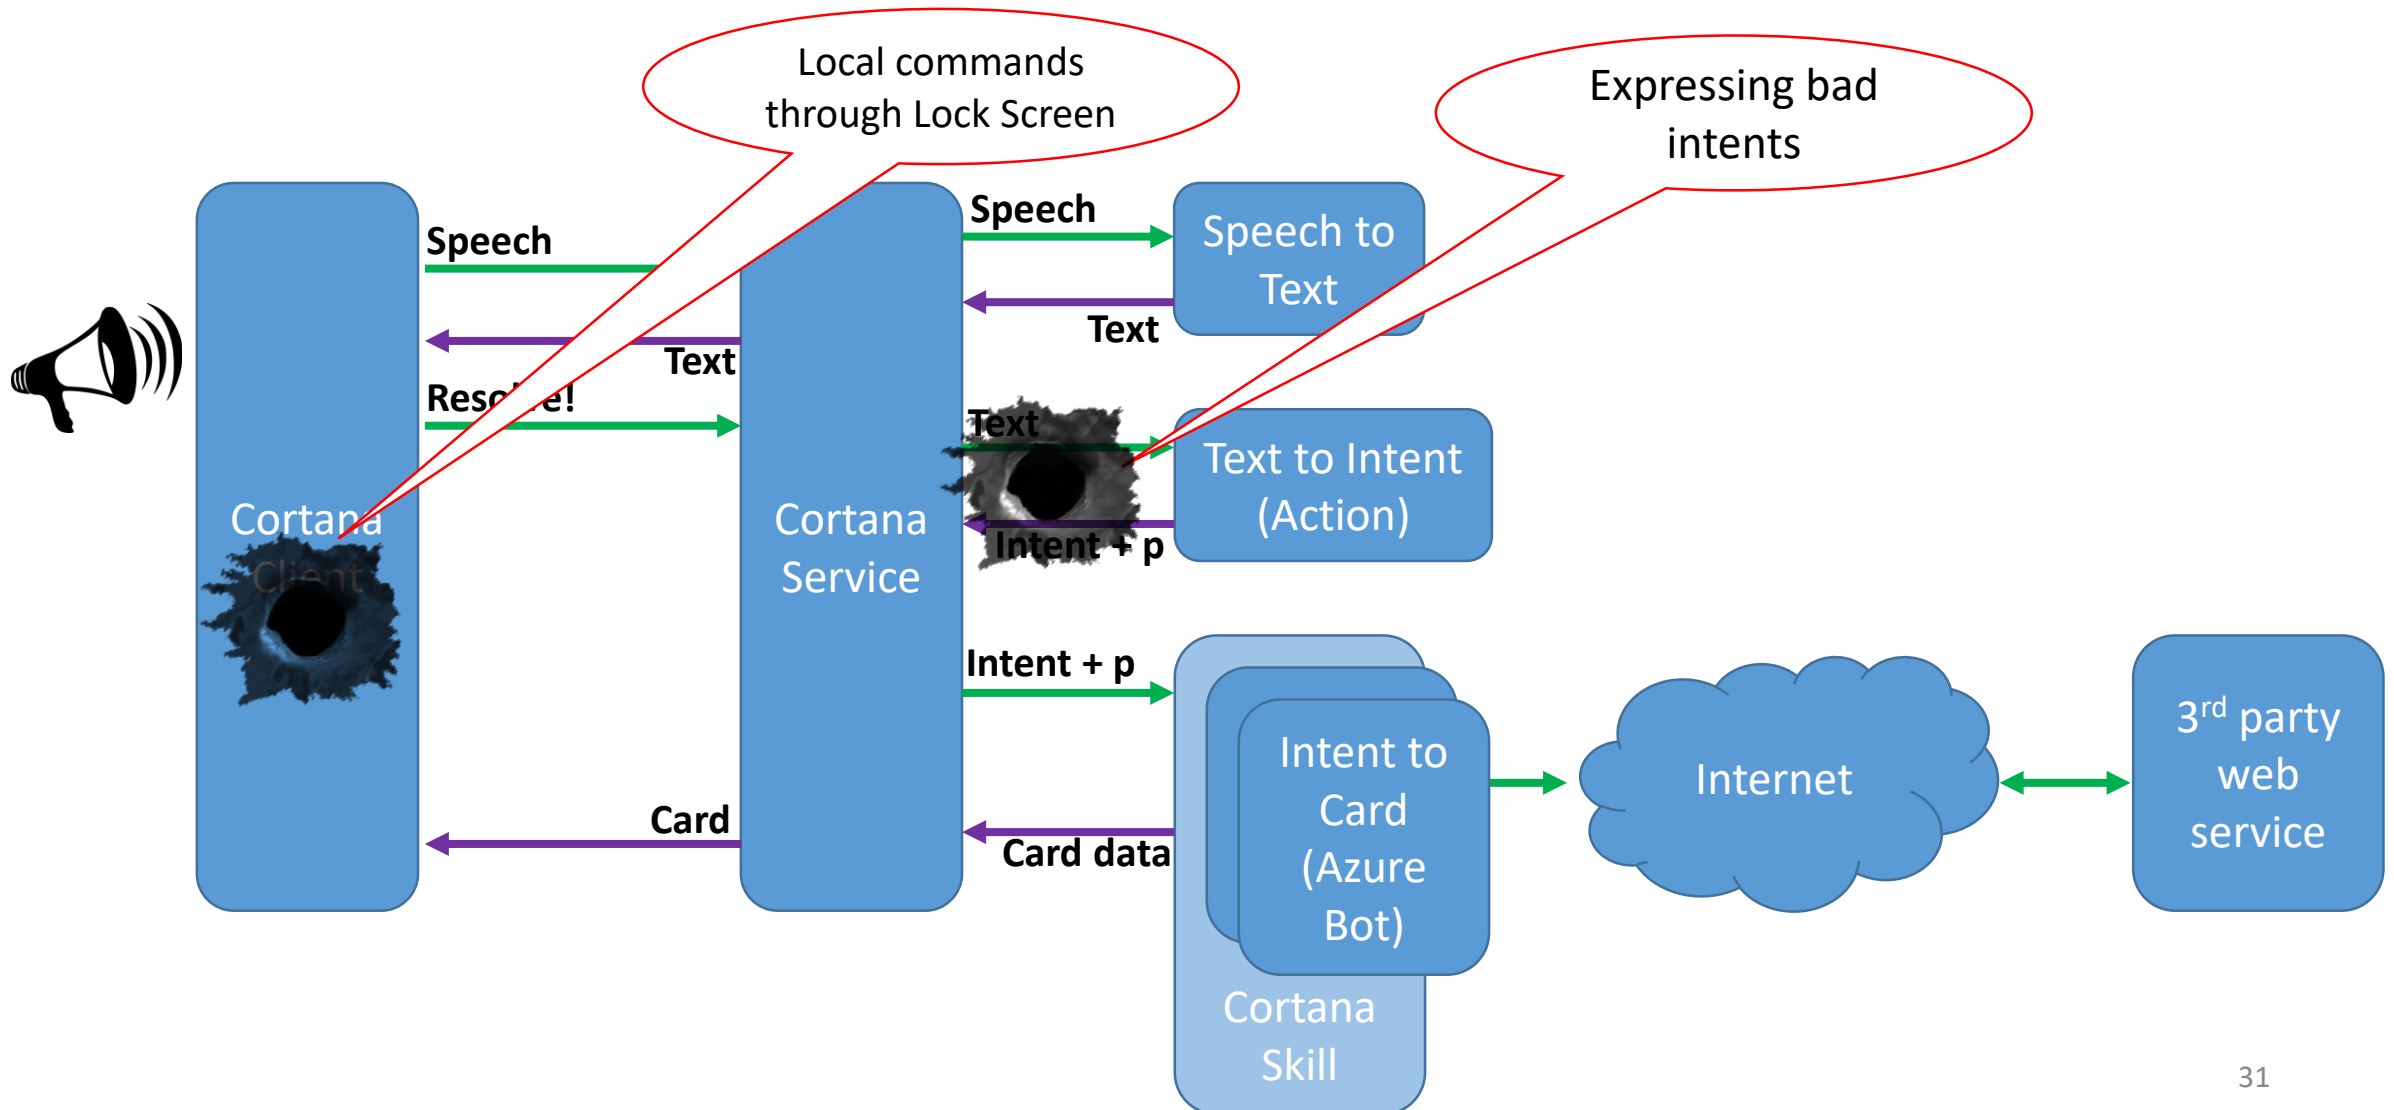 Local commands
through Lock Screen
Expressing bad
intents
Speech
Speech
Speech to
Text
Text
Text
Resolve!
Text
Text to Intent
(Action)
Intent + p
Cortana
Client
Cortana
Service
Intent + p
Intent to
Card
(Azure
Bot)
Card
Card data
Cortana
Skill
Internet
3rd party
web
service
31